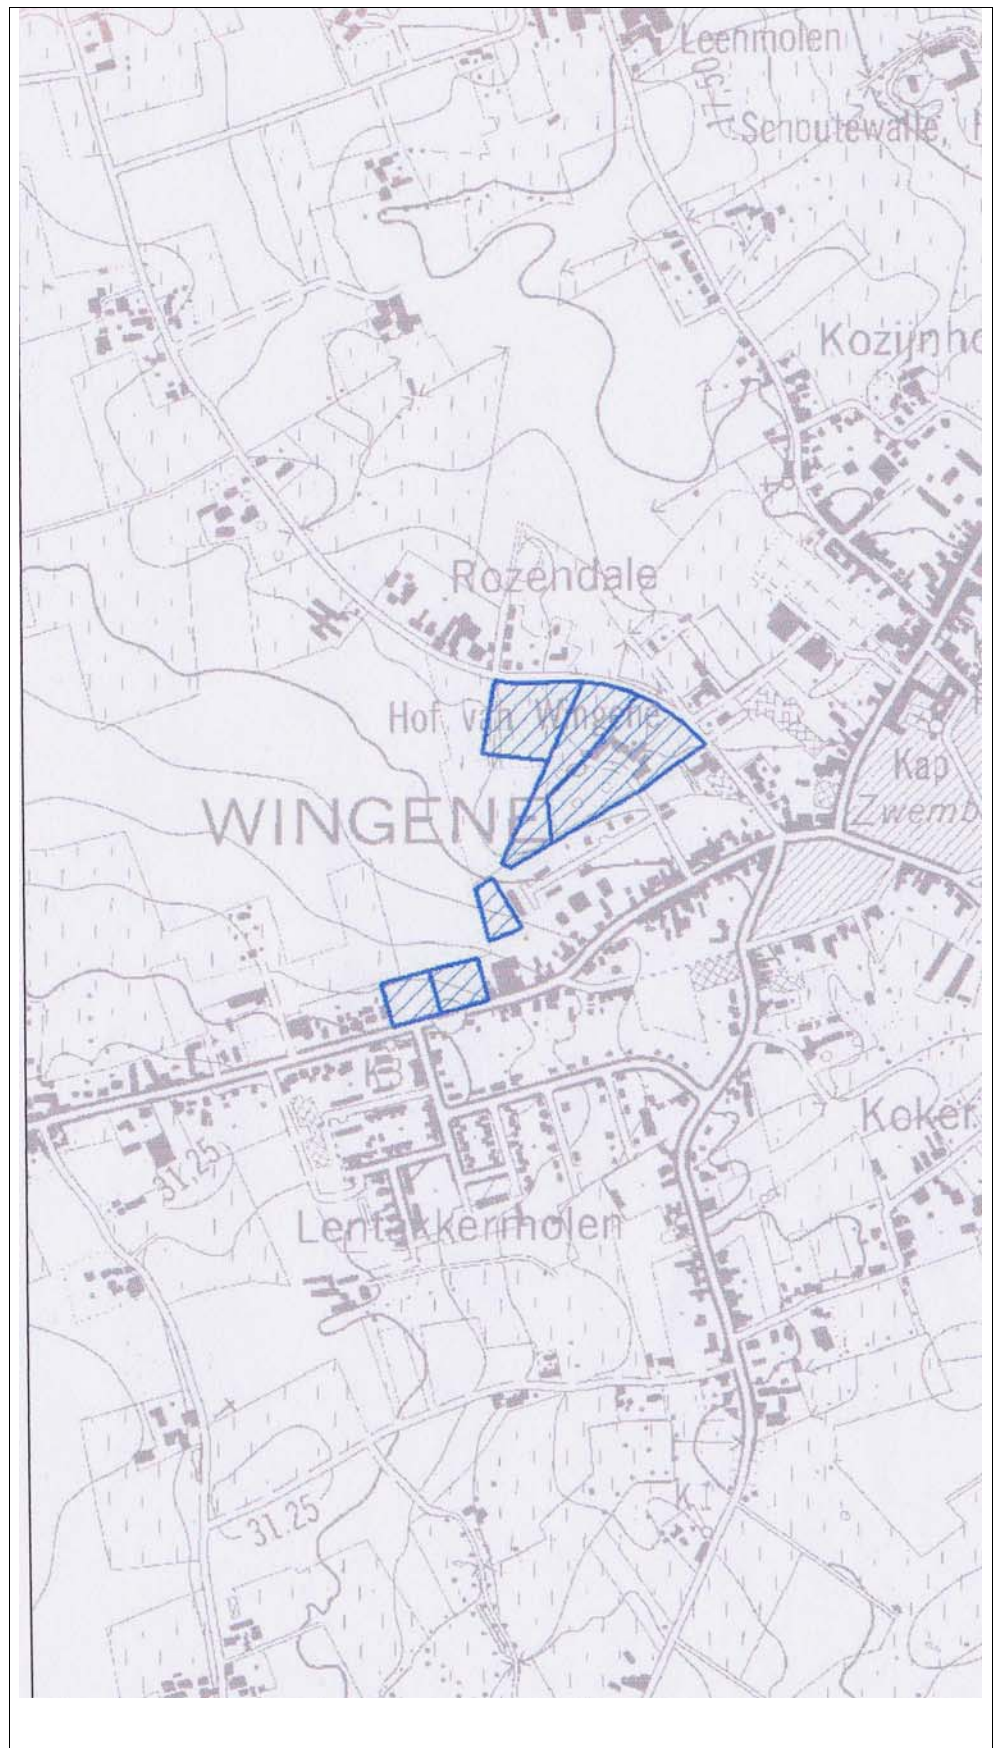 Leenmolen
Schoutewalle,
Kozijnho
Rozendale
Hof van Wingene
Kap
WINGENE
Zwemb
Koker
31.25
Lentakkermolen
K.1
31.25